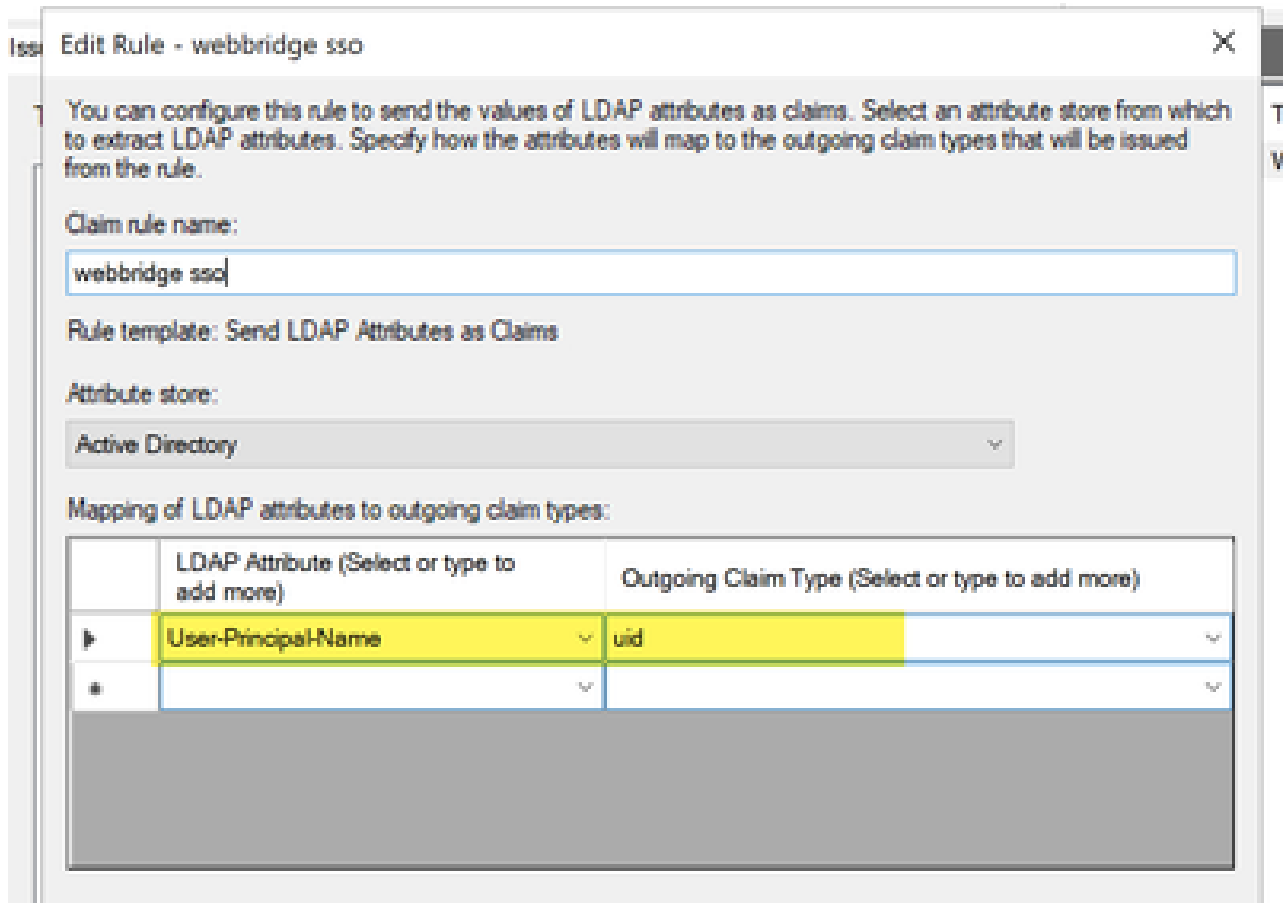 Iss
Edit Rule - webbridge sso
You can configure this rule to send the values of LDAP attributes as claims. Select an attribute store from which
to extract LDAP attributes. Specify how the attributes will map to the outgoing claim types that will be issued
from the rule.
Claim rule name:
webbridge sso
Rule template: Send LDAP Attributes as Claims
Attribute store:
Active Directory
Mapping of LDAP attributes to outgoing claim types:
LDAP Attribute (Select or type to
add more)
Outgoing Claim Type (Select or type to add more)
User-Principal-Name
uid